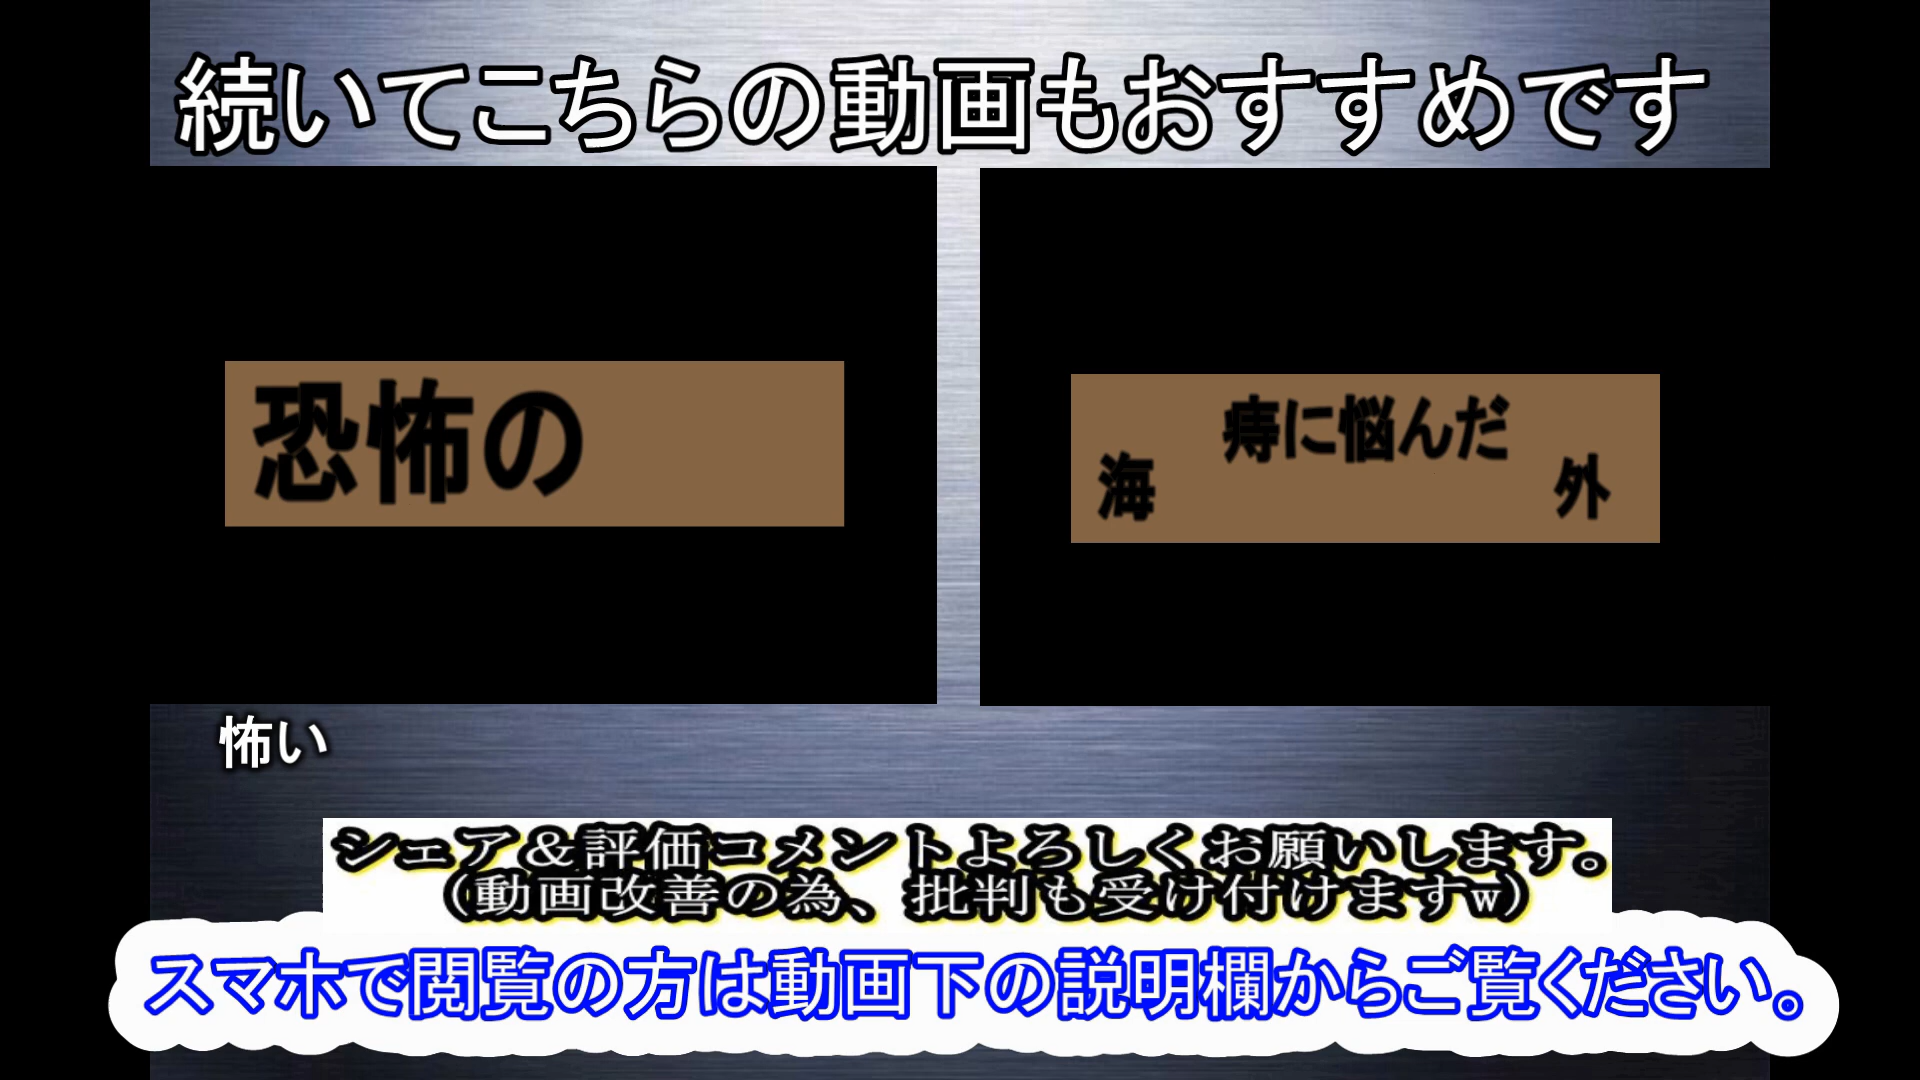 続いてこちらの動画もおすすめです
恐怖の
痔に悩んだ
海 外
怖い
シェア＆評価コメントよろしくお願いします。
（動画改善の為、批判も受け付けますw）
スマホで閲覧の方は動画下の説明欄からご覧ください。